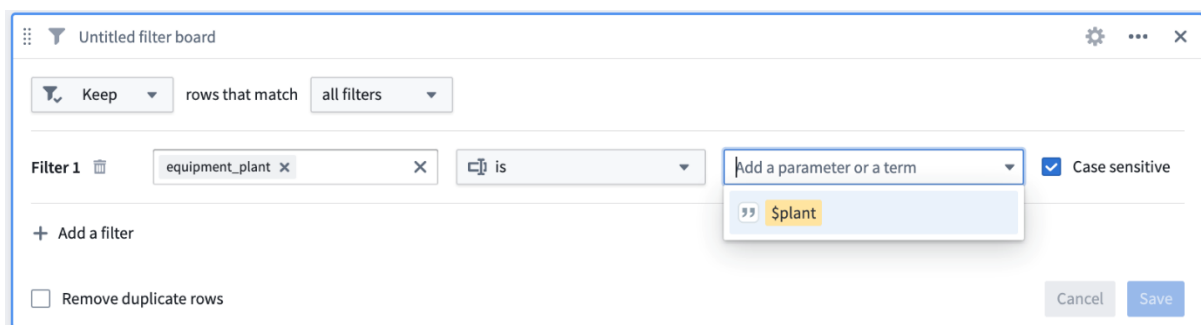 Untitled filter board
Keep rows that match all filters
Filter 1 equipment_plant is Add a parameter or a term Case sensitive
$plant
Add a filter
Remove duplicate rows Cancel Save